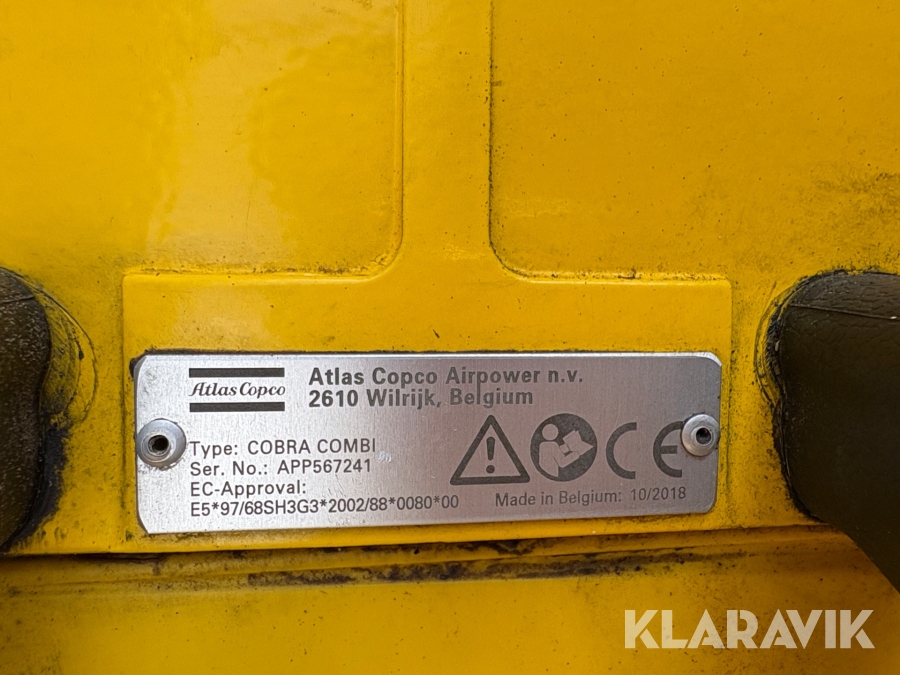 Atlas Copco
Atlas Copco Airpower n.v.
2610 Wilrijk, Belgium
Type: COBRA COMBI
Ser. No.: APP567241
EC-Approval:
E5*97/68SH3G3*2002/88*0080*00
CE
Made in Belgium: 10/2018
KLARAVIK